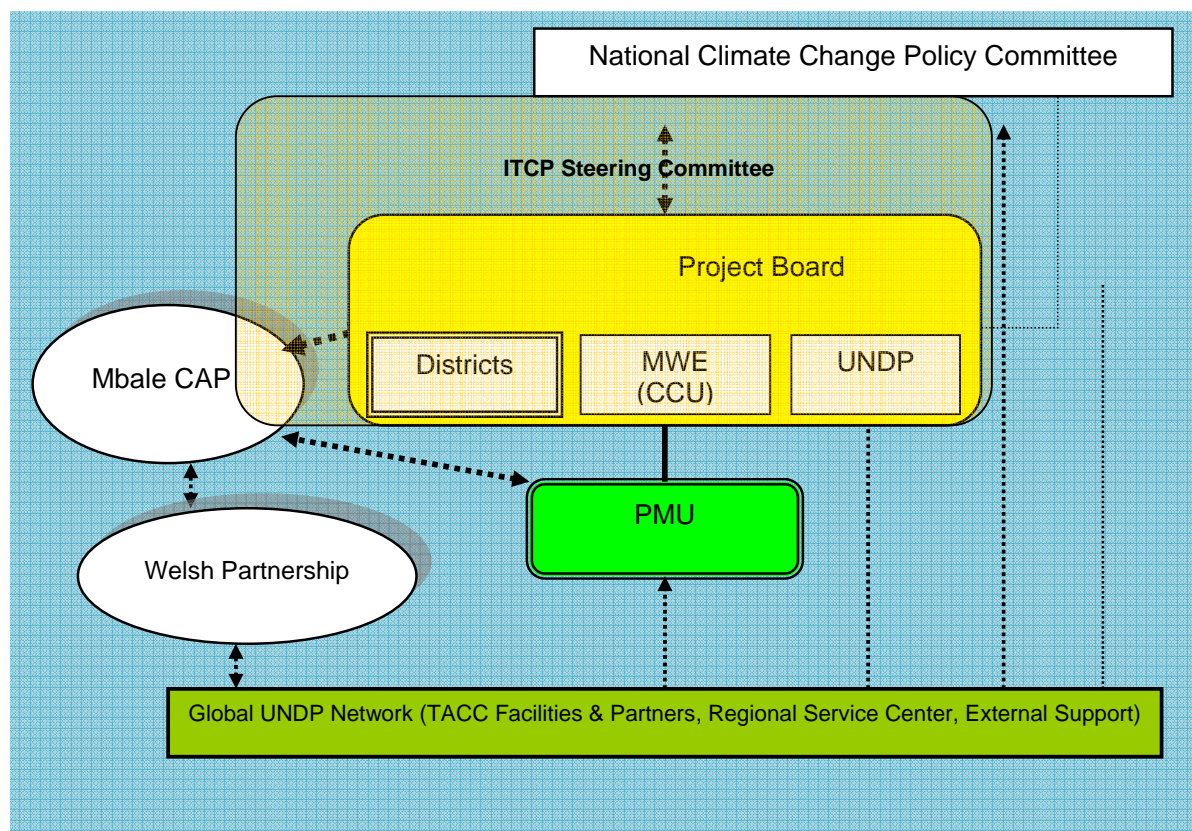 National Climate Change Policy Committee
ITCP Steering Committee
Project Board
Districts
MWE
(CCU)
UNDP
Mbale CAP
PMU
Welsh Partnership
Global UNDP Network (TACC Facilities & Partners, Regional Service Center, External Support)